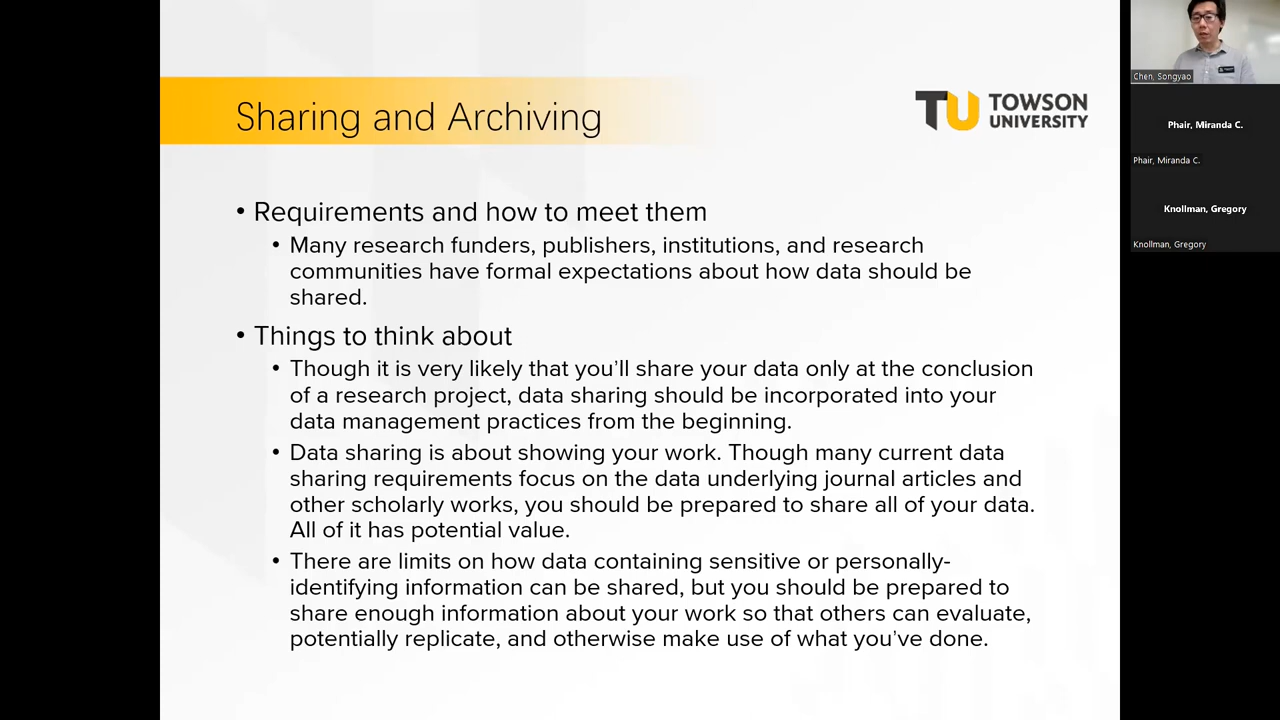 Sharing and Archiving
TU TOWSON
UNIVERSITY
• Requirements and how to meet them
• Many research funders, publishers, institutions, and research
communities have formal expectations about how data should be
shared.
• Things to think about
• Though it is very likely that you'll share your data only at the conclusion
of a research project, data sharing should be incorporated into your
data management practices from the beginning.
• Data sharing is about showing your work. Though many current data
sharing requirements focus on the data underlying journal articles and
other scholarly works, you should be prepared to share all of your data.
All of it has potential value.
• There are limits on how data containing sensitive or personally-
identifying information can be shared, but you should be prepared to
share enough information about your work so that others can evaluate,
potentially replicate, and otherwise make use of what you've done.
Chen, Songyao
Phair, Miranda C.
Phair, Miranda C.
Knollman, Gregory
Knollman, Gregory